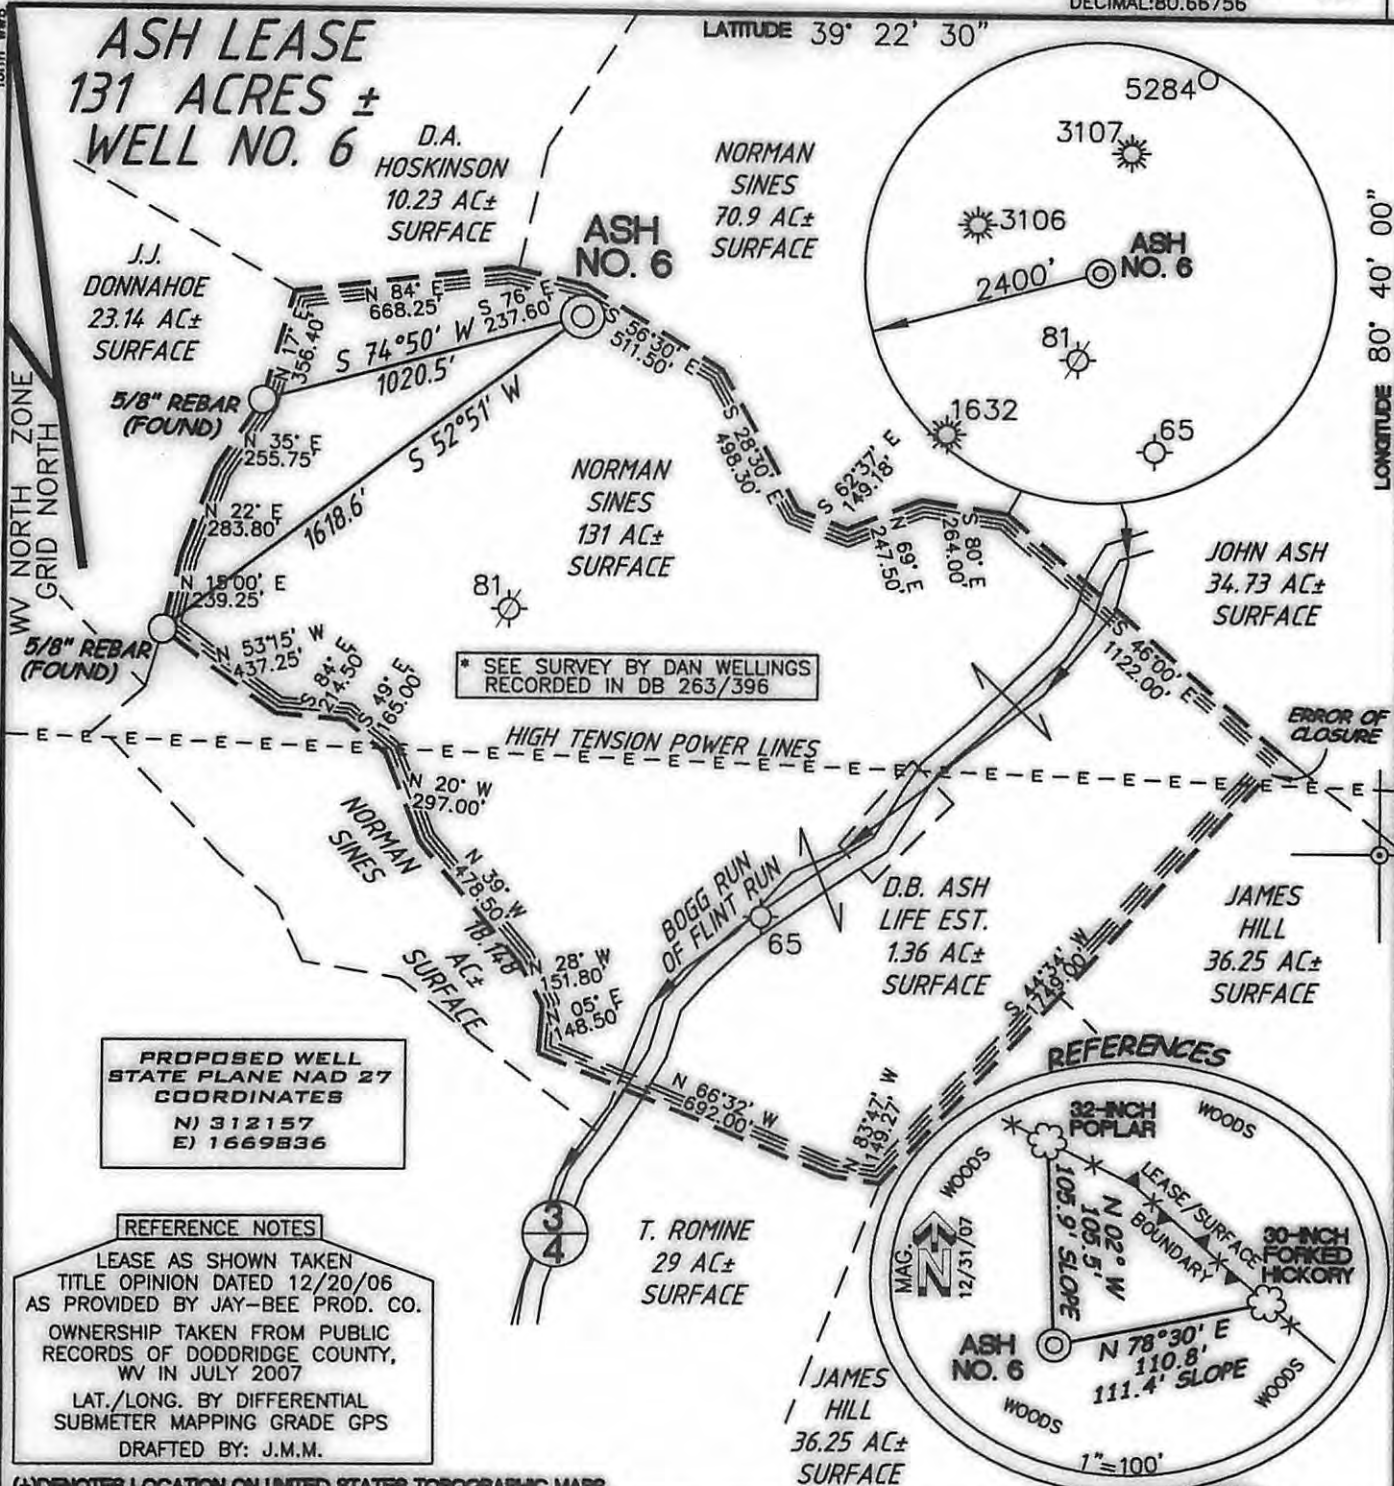 DECIMAL:80.66756
LATITUDE 39° 22' 30"
ASH LEASE
131 ACRES ±
WELL NO. 6
D.A.
HOSKINSON
10.23 AC±
SURFACE
NORMAN
SINES
70.9 AC±
SURFACE
5284
3107
3106
ASH
NO. 6
2400'
81
1632
65
LONGITUDE 80° 40' 00"
J.J.
DONNAHOE
23.14 AC±
SURFACE
ASH
NO. 6
N 84° E
668.25'
S 76° E
237.60'
N 17° E
356.40'
S 74°50' W
1020.5'
S 56°30' E
511.50'
5/8" REBAR
(FOUND)
N 35° E
255.75'
S 52°51' W
1618.6'
S 28°30' E
498.30'
N 22° E
283.80'
NORMAN
SINES
131 AC±
SURFACE
S 62°37' E
149.18'
N 69° E
247.50'
S 80° E
264.00'
WV NORTH ZONE
GRID NORTH
JOHN ASH
34.73 AC±
SURFACE
N 15°00' E
239.25'
81
5/8" REBAR
(FOUND)
N 53°15' W
437.25'
S 84° E
214.50'
S 49° E
165.00'
* SEE SURVEY BY DAN WELLINGS
RECORDED IN DB 263/396
S 46°00' E
1122.00'
ERROR OF
CLOSURE
E E E E E E
HIGH TENSION POWER LINES
N 20° W
297.00'
NORMAN
SINES
18.148
AC±
SURFACE
N 39° W
478.50'
BOGG RUN
OF FLINT RUN
65
D.B. ASH
LIFE EST.
1.36 AC±
SURFACE
JAMES
HILL
36.25 AC±
SURFACE
N 28° W
151.80'
N 05° E
148.50'
S 44°34' W
1749.00'
N 66°32' W
692.00'
N 83°47' W
149.27'
PROPOSED WELL
STATE PLANE NAD 27
COORDINATES
N) 312157
E) 1669836
3
4
T. ROMINE
29 AC±
SURFACE
REFERENCES
32-INCH
POPLAR
WOODS
WOODS
LEASE/SURFACE
BOUNDARY
N 02° W
105.5'
105.9' SLOPE
30-INCH
FORKED
HICKORY
MAG.
N
12/31/07
ASH
NO. 6
N 78°30' E
110.8'
111.4' SLOPE
WOODS
WOODS
1"=100'
REFERENCE NOTES
LEASE AS SHOWN TAKEN
TITLE OPINION DATED 12/20/06
AS PROVIDED BY JAY-BEE PROD. CO.
OWNERSHIP TAKEN FROM PUBLIC
RECORDS OF DODDRIDGE COUNTY,
WV IN JULY 2007
LAT./LONG. BY DIFFERENTIAL
SUBMETER MAPPING GRADE GPS
DRAFTED BY: J.M.M.
JAMES
HILL
36.25 AC±
SURFACE
(+)DENOTES LOCATION ON UNITED STATES TOPOGRAPHIC MAPS